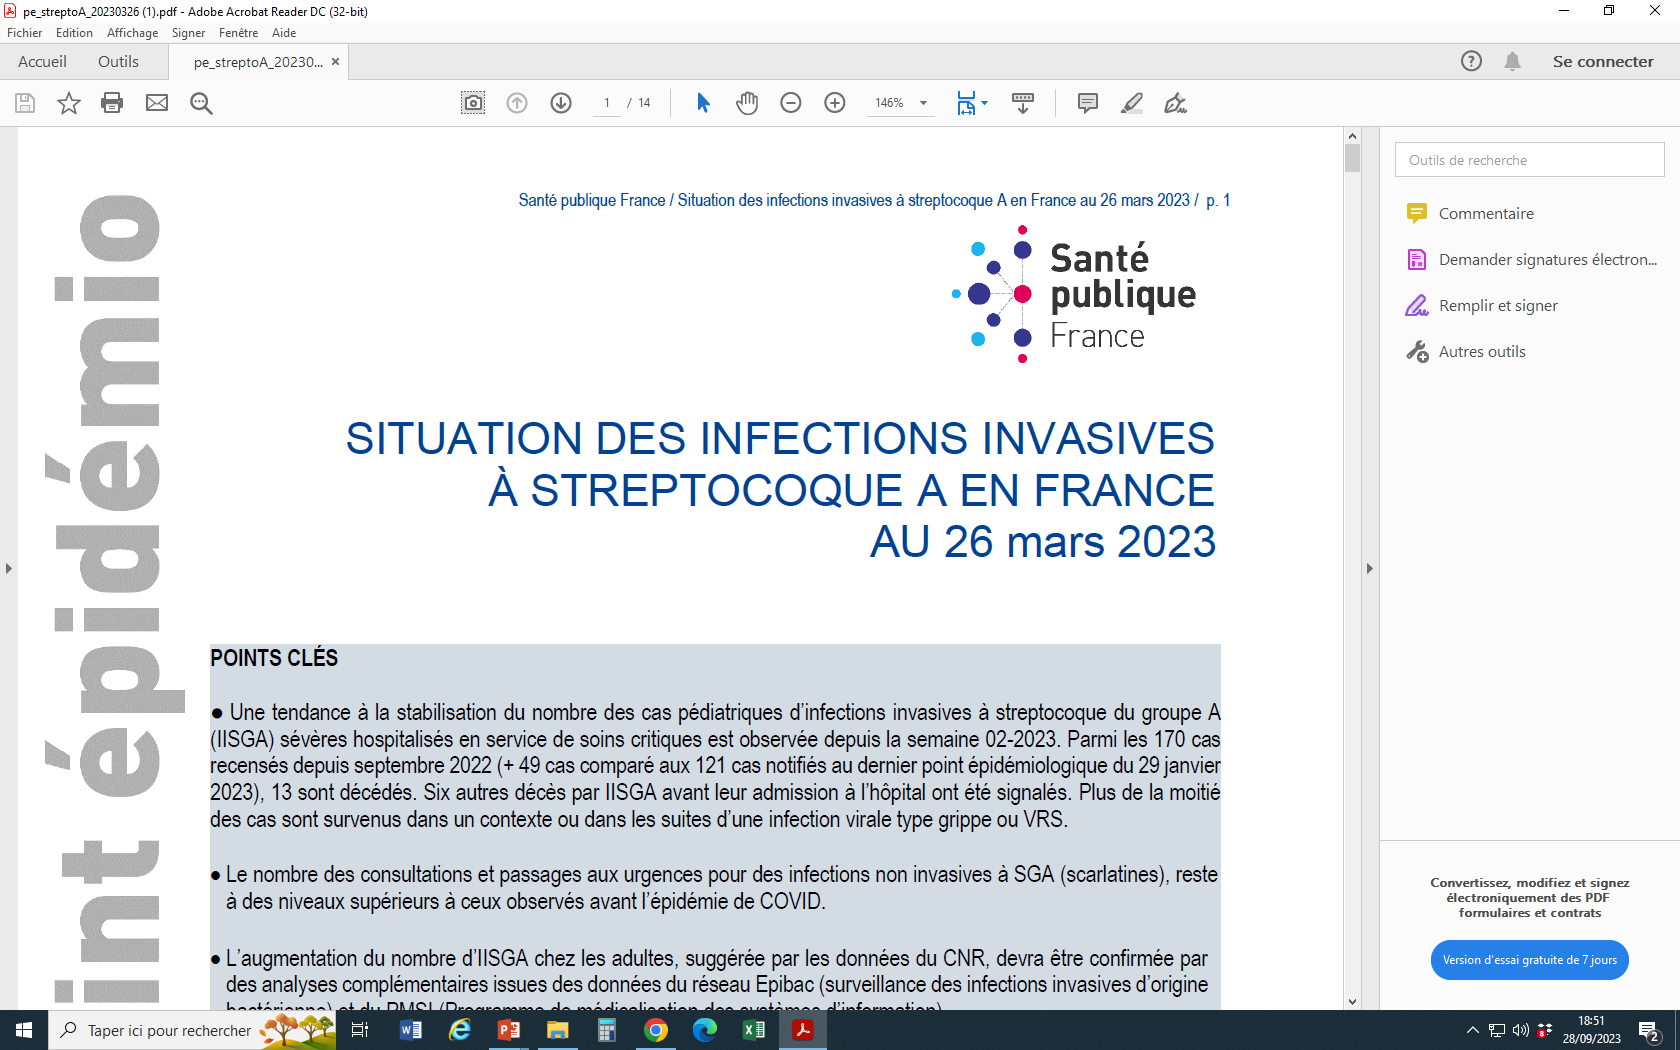 pe_streptoA_20230326 (1).pdf - Adobe Acrobat Reader DC (32-bit)
Fichier Edition Affichage Signer Fenêtre Aide
Accueil Outils pe_streptoA_20230... × Se connecter
1 / 14 146%
Outils de recherche
Commentaire
Demander signatures électron...
Remplir et signer
Autres outils
Convertissez, modifiez et signez
électroniquement des PDF
formulaires et contrats
Version d'essai gratuite de 7 jours
int épidémio
Santé publique France / Situation des infections invasives à streptocoque A en France au 26 mars 2023 / p. 1
Santé
publique
France
SITUATION DES INFECTIONS INVASIVES
À STREPTOCOQUE A EN FRANCE
AU 26 mars 2023
POINTS CLÉS
● Une tendance à la stabilisation du nombre des cas pédiatriques d’infections invasives à streptocoque du groupe A
(IISGA) sévères hospitalisés en service de soins critiques est observée depuis la semaine 02-2023. Parmi les 170 cas
recensés depuis septembre 2022 (+ 49 cas comparé aux 121 cas notifiés au dernier point épidémiologique du 29 janvier
2023), 13 sont décédés. Six autres décès par IISGA avant leur admission à l’hôpital ont été signalés. Plus de la moitié
des cas sont survenus dans un contexte ou dans les suites d’une infection virale type grippe ou VRS.
● Le nombre des consultations et passages aux urgences pour des infections non invasives à SGA (scarlatines), reste
à des niveaux supérieurs à ceux observés avant l’épidémie de COVID.
● L’augmentation du nombre d’IISGA chez les adultes, suggérée par les données du CNR, devra être confirmée par
des analyses complémentaires issues des données du réseau Epibac (surveillance des infections invasives d’origine
bactérienne) et du PMSI (Programme de médicalisation des systèmes d’information)
Taper ici pour rechercher
18:51
28/09/2023
2